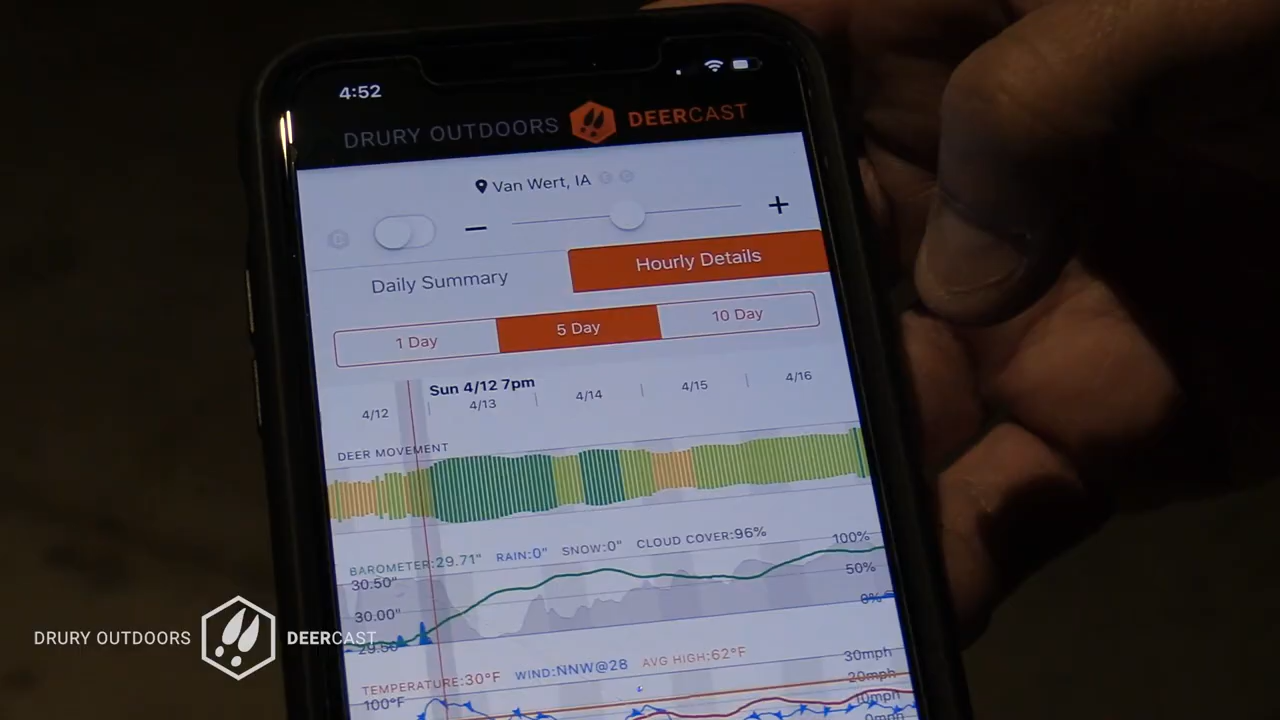 4:52
DRURY OUTDOORS DEERCAST
Van Wert, IA
− +
Daily Summary Hourly Details
1 Day 5 Day 10 Day
Sun 4/12 7pm
4/12 4/13 4/14 4/15 4/16
DEER MOVEMENT
BAROMETER:29.71" RAIN:0" SNOW:0" CLOUD COVER:96%
30.50" 100%
50%
30.00" 0%
29.50
TEMPERATURE:30°F WIND:NNW@28 AVG HIGH:62°F
100°F 30mph
20mph
10mph
0mph
DRURY OUTDOORS DEERCAST